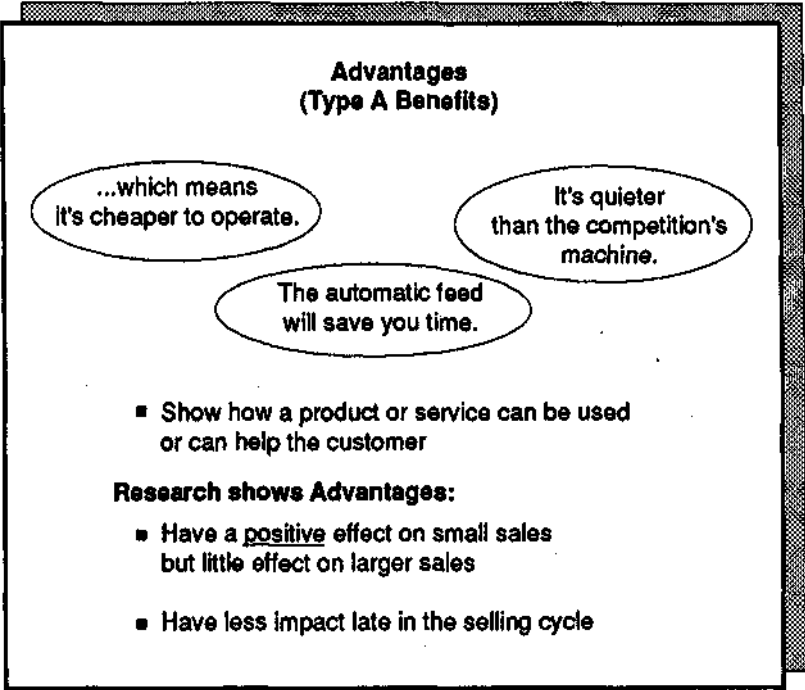 Advantages
(Type A Benefits)
...which means
it's cheaper to operate.
It's quieter
than the competition's
machine.
The automatic feed
will save you time.
■ Show how a product or service can be used
or can help the customer
Research shows Advantages:
■ Have a positive effect on small sales
but little effect on larger sales
■ Have less impact late in the selling cycle